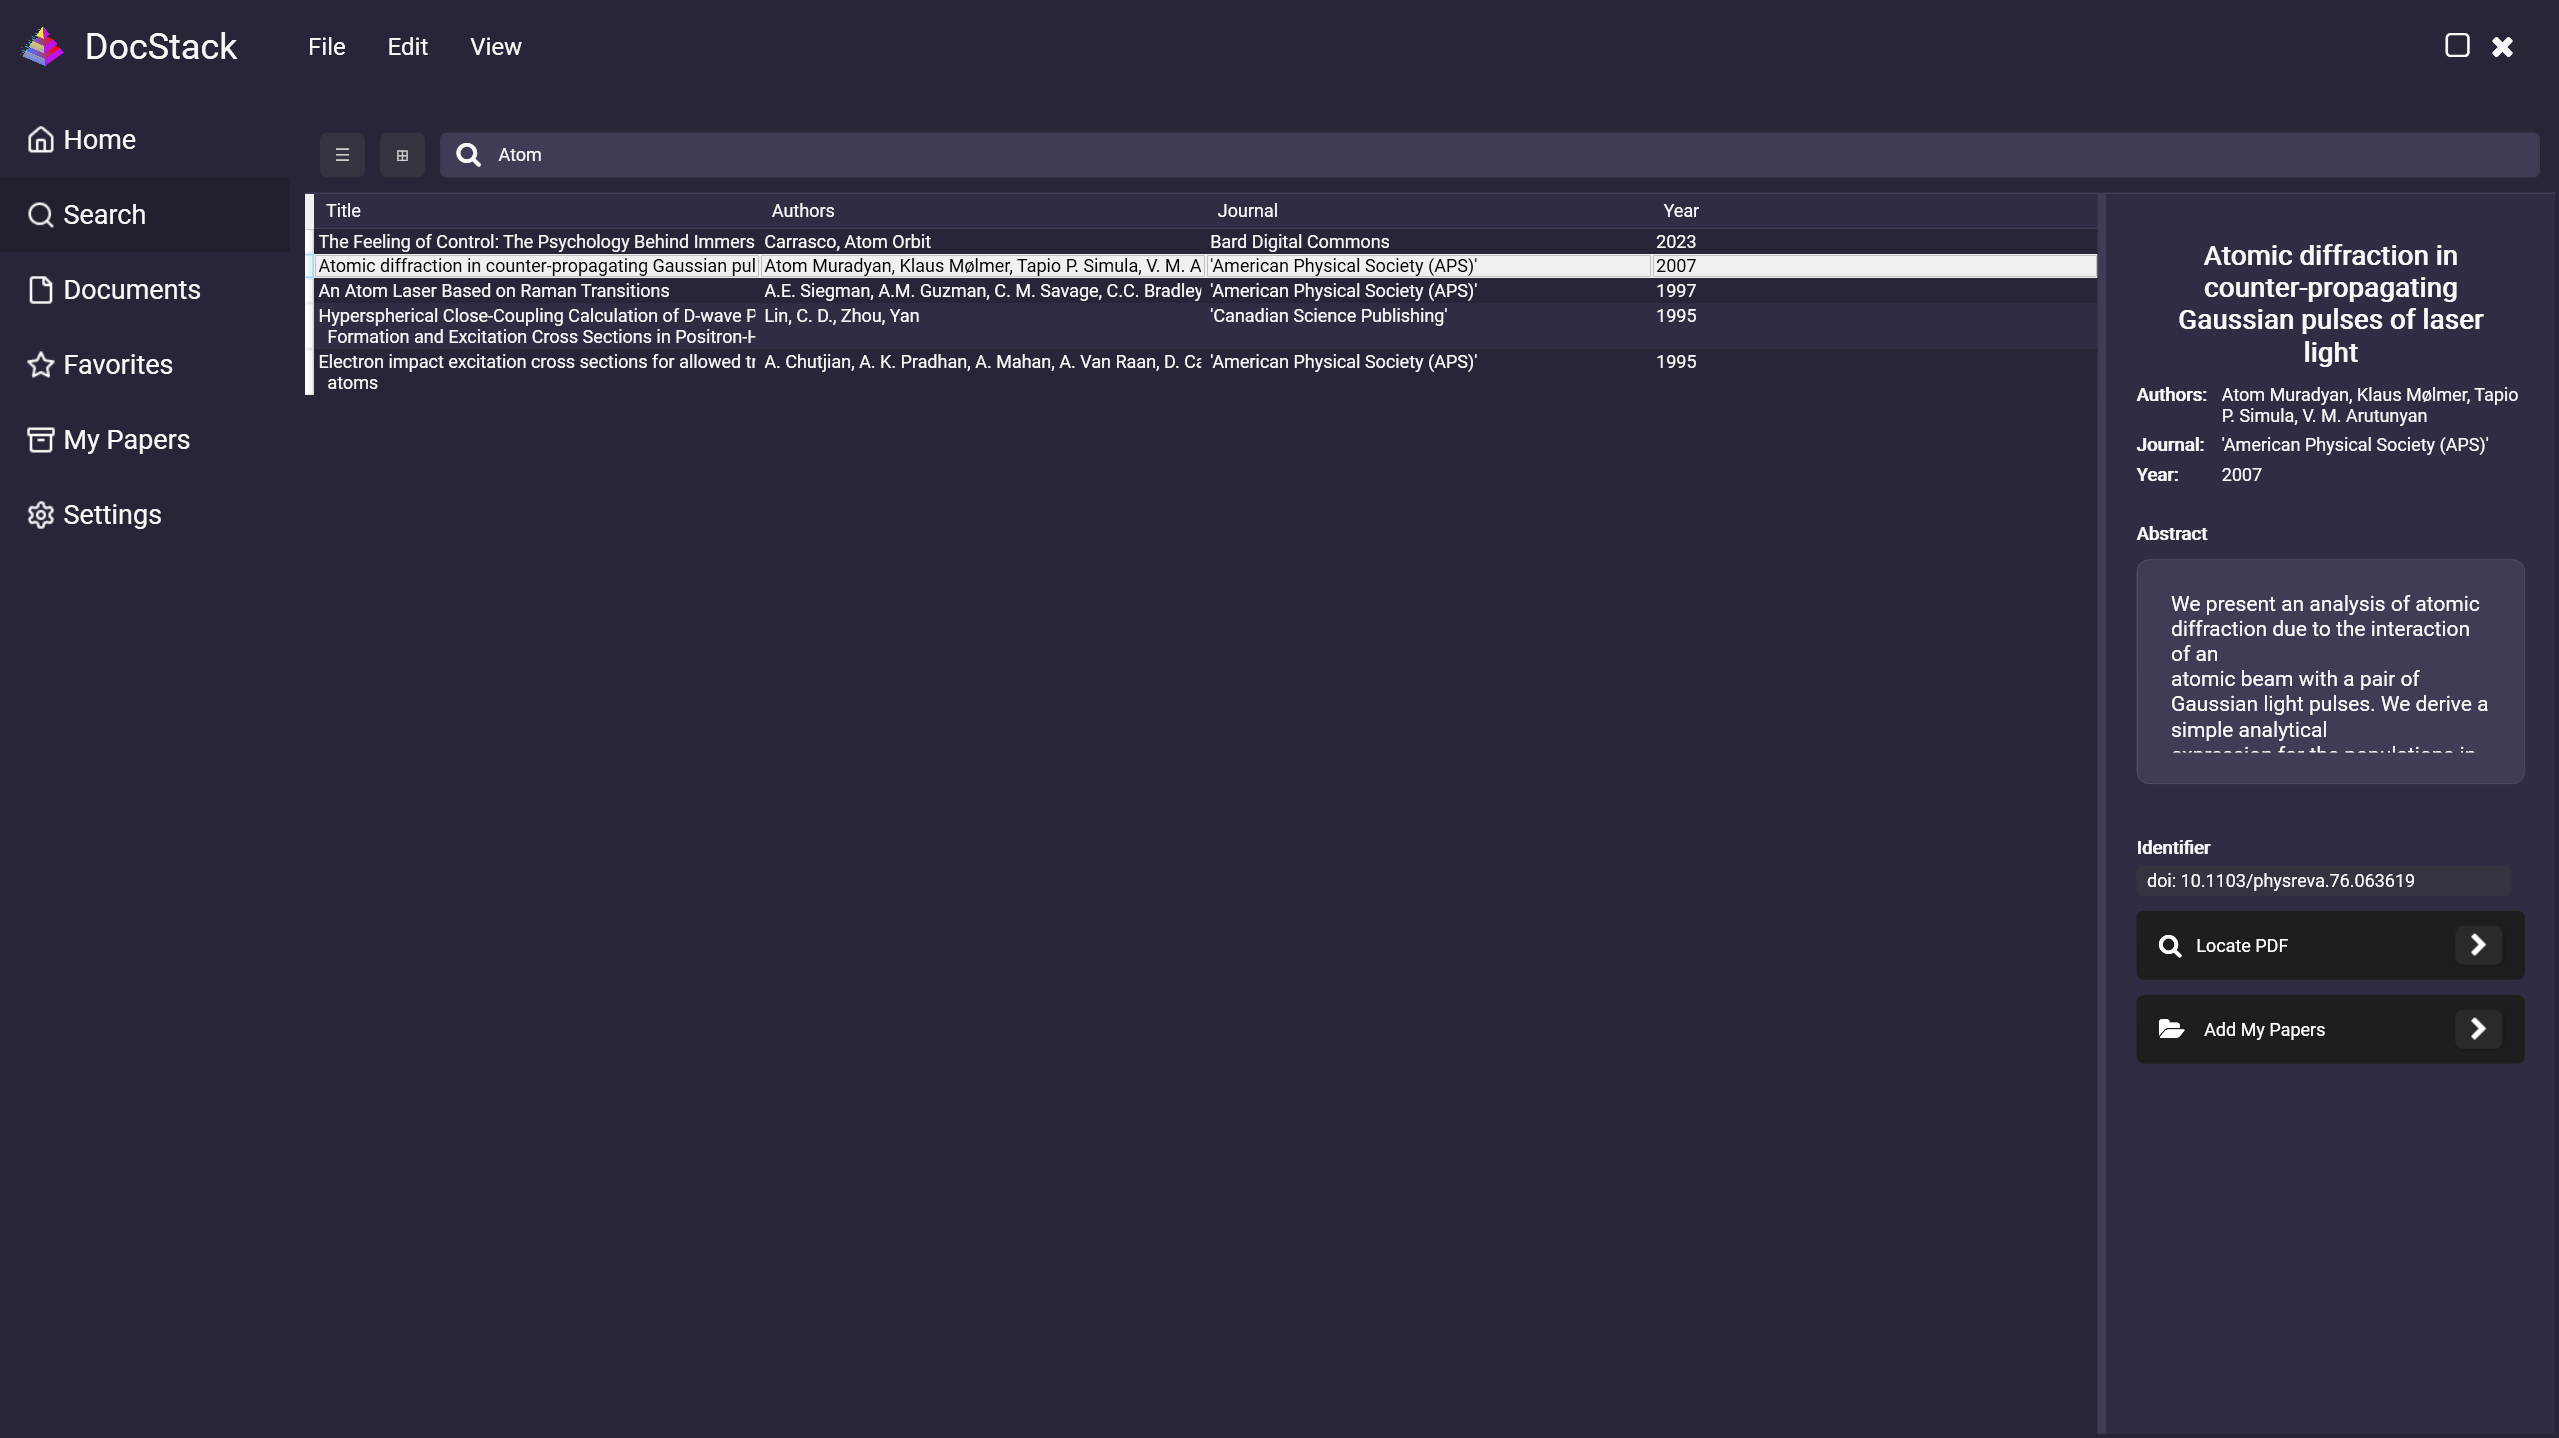 DocStack
File Edit View
Home
Search
Documents
Favorites
My Papers
Settings
Atom
Title Authors Journal Year
The Feeling of Control: The Psychology Behind Immers Carrasco, Atom Orbit Bard Digital Commons 2023
Atomic diffraction in counter-propagating Gaussian pul Atom Muradyan, Klaus Mølmer, Tapio P. Simula, V. M. A 'American Physical Society (APS)' 2007
An Atom Laser Based on Raman Transitions A.E. Siegman, A.M. Guzman, C. M. Savage, C.C. Bradley 'American Physical Society (APS)' 1997
Hyperspherical Close-Coupling Calculation of D-wave P Lin, C. D., Zhou, Yan 'Canadian Science Publishing' 1995
Formation and Excitation Cross Sections in Positron-H
Electron impact excitation cross sections for allowed tr A. Chutjian, A. K. Pradhan, A. Mahan, A. Van Raan, D. Ca 'American Physical Society (APS)' 1995
atoms
Atomic diffraction in
counter-propagating
Gaussian pulses of laser
light
Authors: Atom Muradyan, Klaus Mølmer, Tapio
P. Simula, V. M. Arutunyan
Journal: 'American Physical Society (APS)'
Year: 2007
Abstract
We present an analysis of atomic
diffraction due to the interaction
of an
atomic beam with a pair of
Gaussian light pulses. We derive a
simple analytical
expression for the populations in
Identifier
doi: 10.1103/physreva.76.063619
Locate PDF
Add My Papers